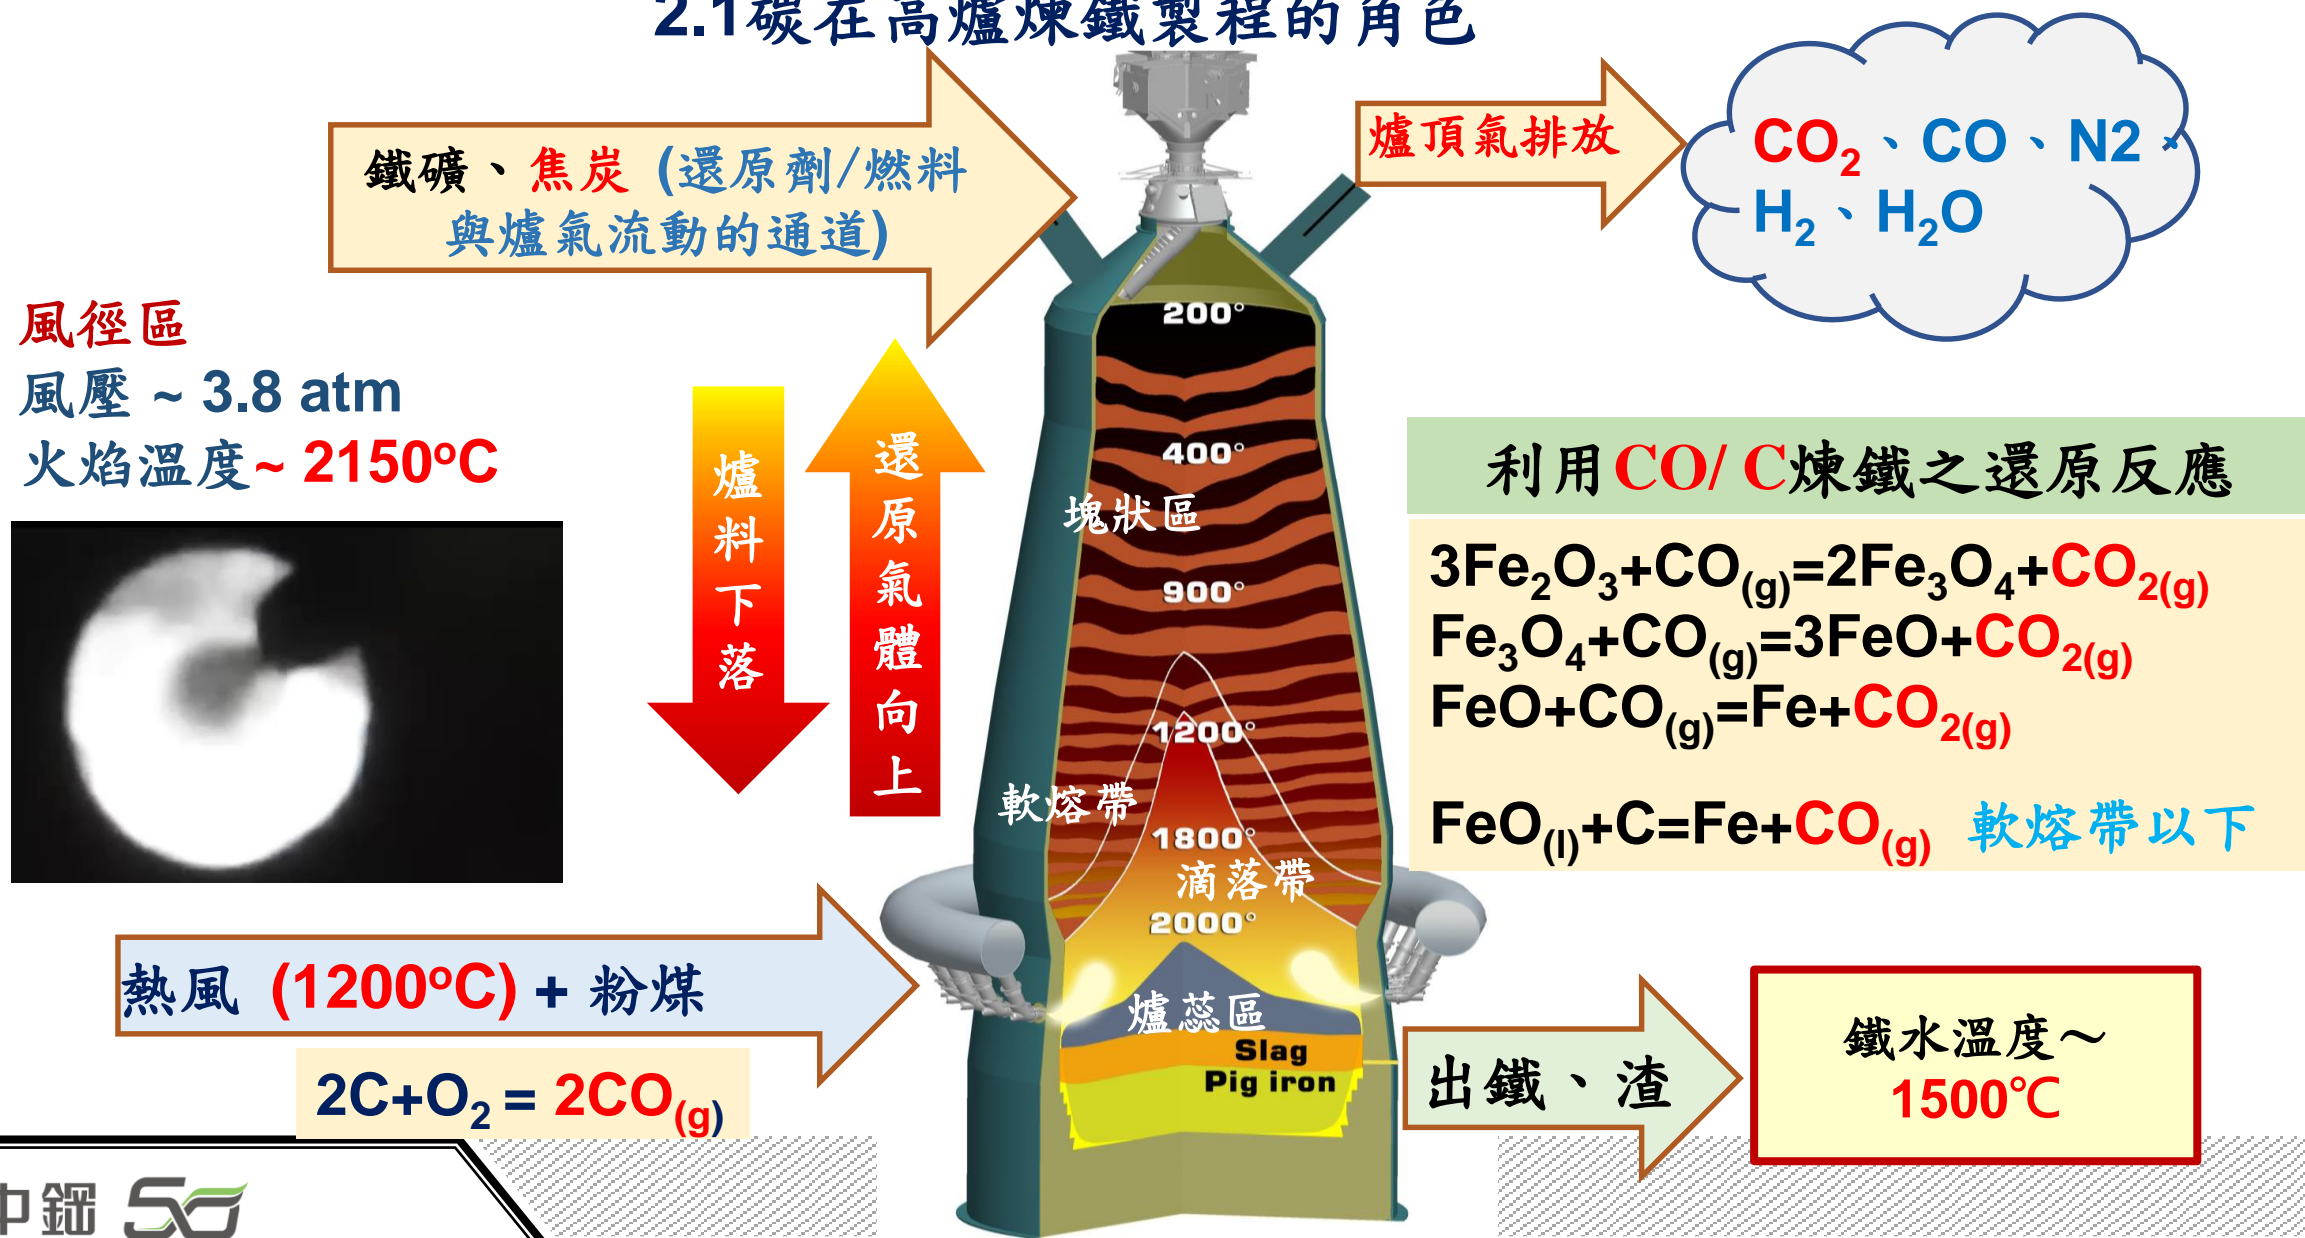 2.1碳在高爐煉鐵製程的角色
鐵礦、焦炭 (還原劑/燃料
與爐氣流動的通道)
爐頂氣排放
CO₂、CO、N2、
H₂、H₂O
風徑區
風壓 ~ 3.8 atm
火焰溫度~ 2150°C
爐料下落
還原氣體向上
200°
400°
塊狀區
900°
1200°
軟熔帶
1800°
滴落帶
2000°
爐蕊區
Slag
Pig iron
利用CO/ C煉鐵之還原反應
3Fe₂O₃+CO(g)=2Fe₃O₄+CO₂(g)
Fe₃O₄+CO(g)=3FeO+CO₂(g)
FeO+CO(g)=Fe+CO₂(g)
FeO(l)+C=Fe+CO(g) 軟熔帶以下
熱風 (1200°C) + 粉煤
2C+O₂ = 2CO(g)
出鐵、渣
鐵水溫度～
1500℃
中鋼 50